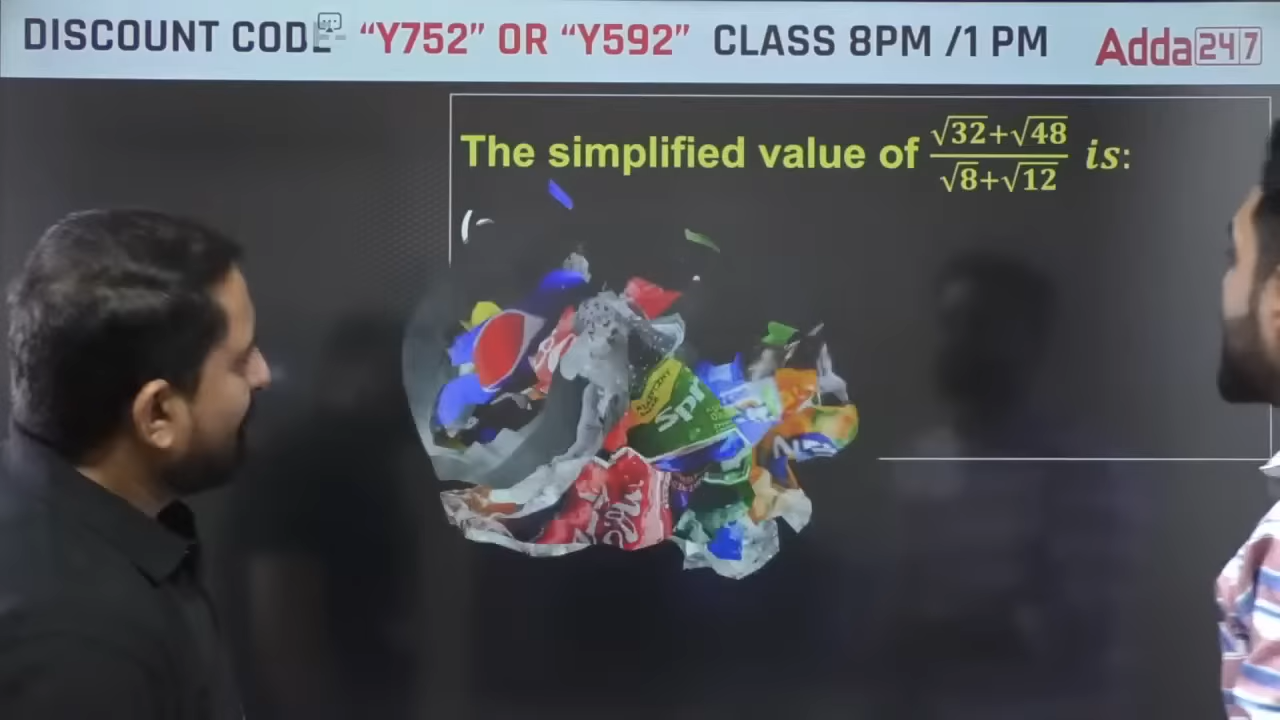 DISCOUNT CODE "Y752" OR "Y592" CLASS 8PM /1 PM
Adda247
The simplified value of (√32+√48)/(√8+√12) is:
Spr